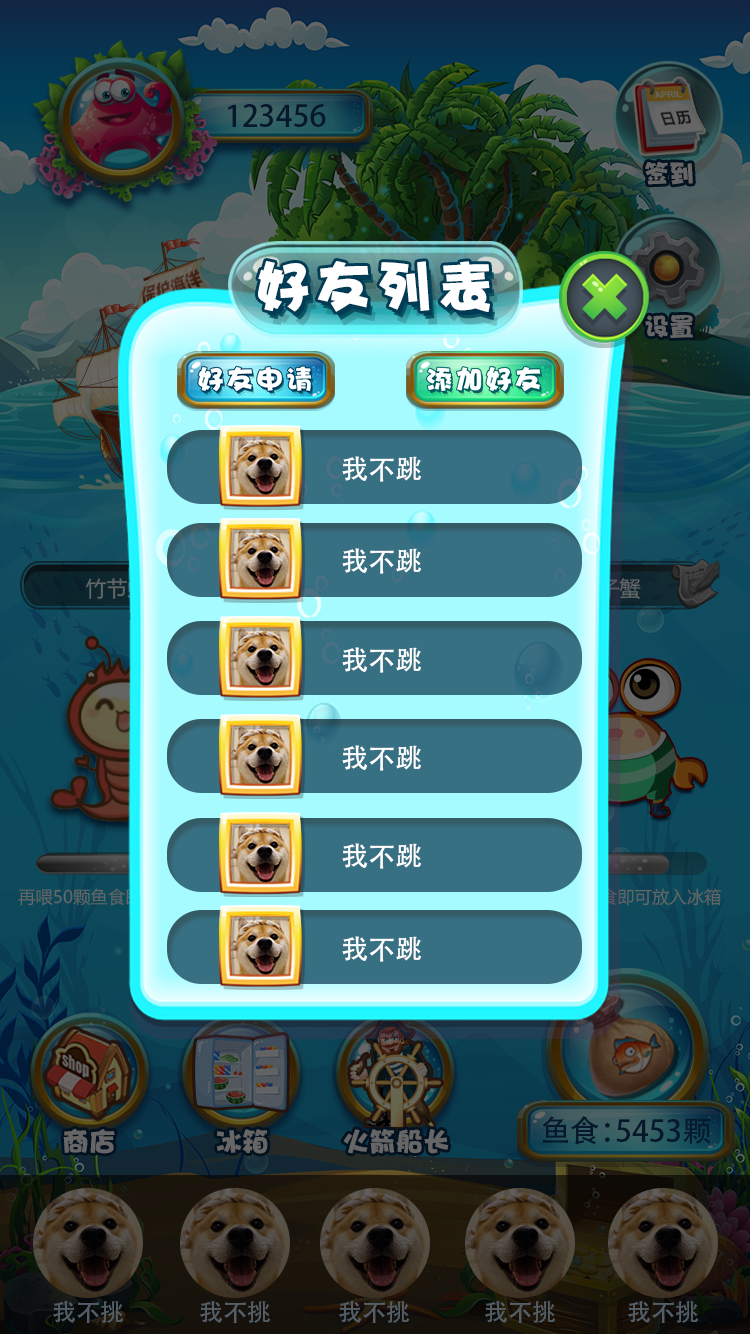 123456
APRIL
日历
签到
好友列表
保护海洋
设置
好友申请
添加好友
我不跳
竹节
子蟹
我不跳
我不跳
我不跳
我不跳
再喂50颗鱼食
食即可放入冰箱
我不跳
shop
商店
冰箱
火箭船长
鱼食:5453颗
我不挑
我不挑
我不挑
我不挑
我不挑